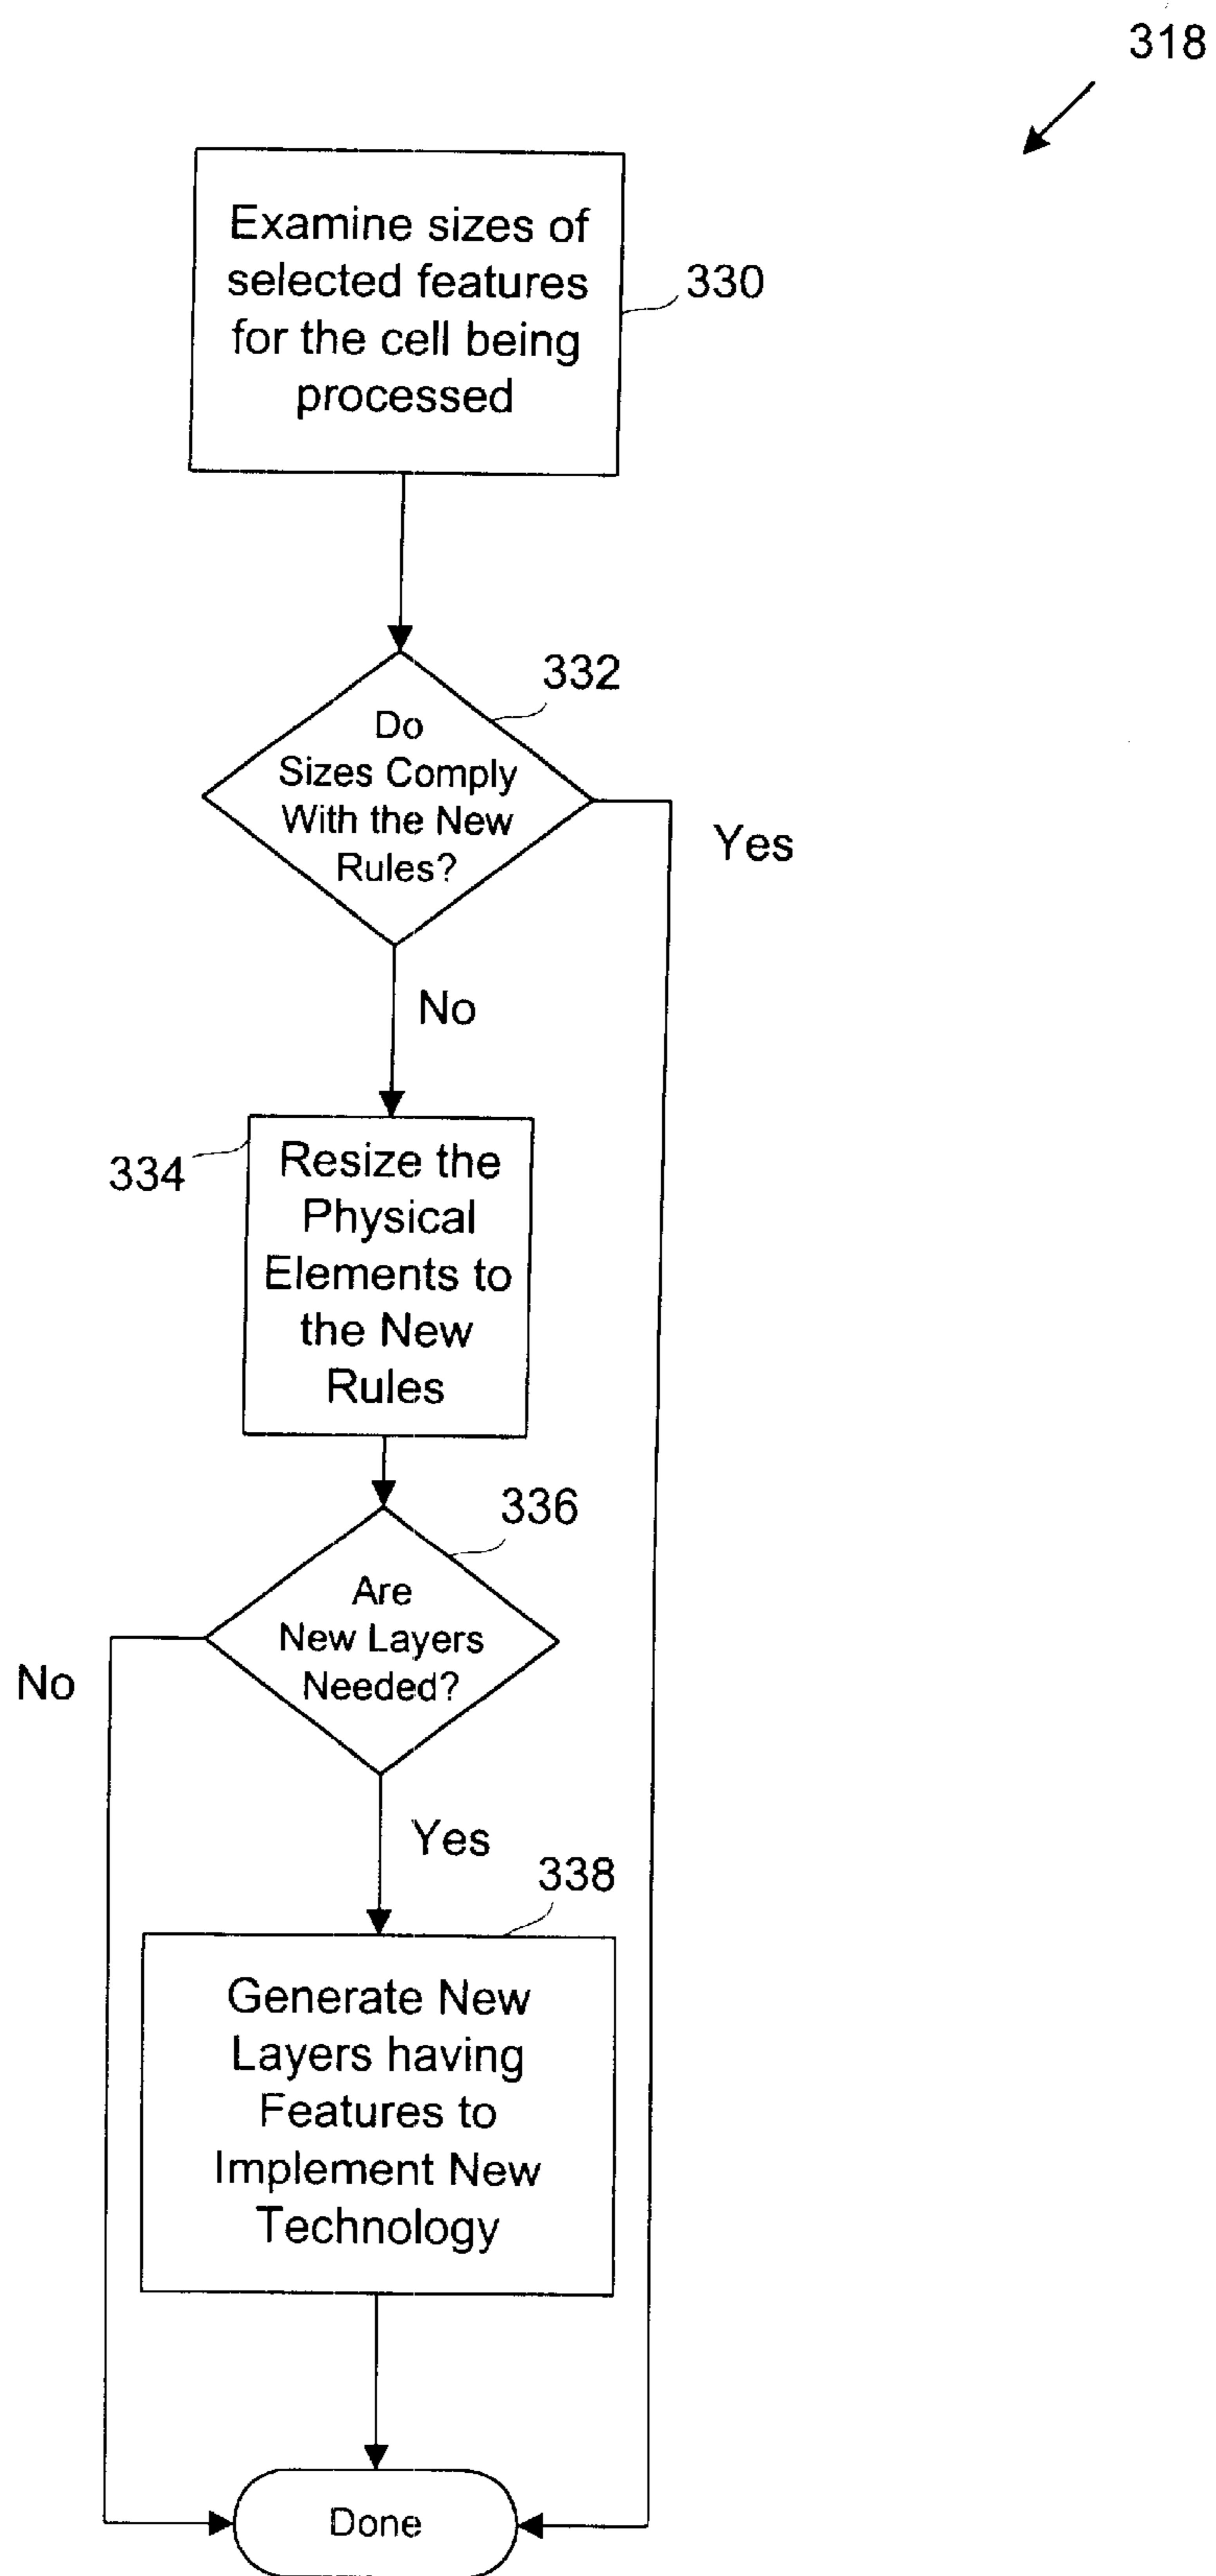 318
Examine sizes of
selected features
for the cell being
processed
330
332
Do
Sizes Comply
With the New
Rules?
Yes
No
334
Resize the
Physical
Elements to
the New
Rules
336
Are
New Layers
Needed?
No
Yes
338
Generate New
Layers having
Features to
Implement New
Technology
Done